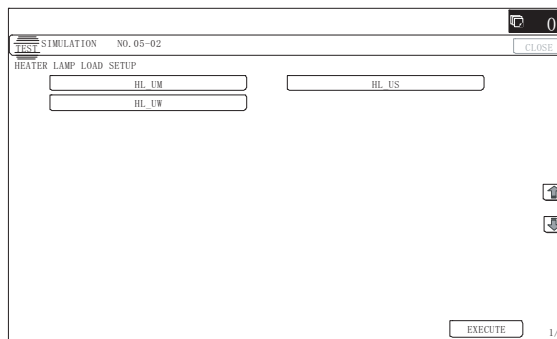 0
TEST SIMULATION NO.05-02 CLOSE
HEATER LAMP LOAD SETUP
HL_UM HL_US
HL_UW
EXECUTE 1/